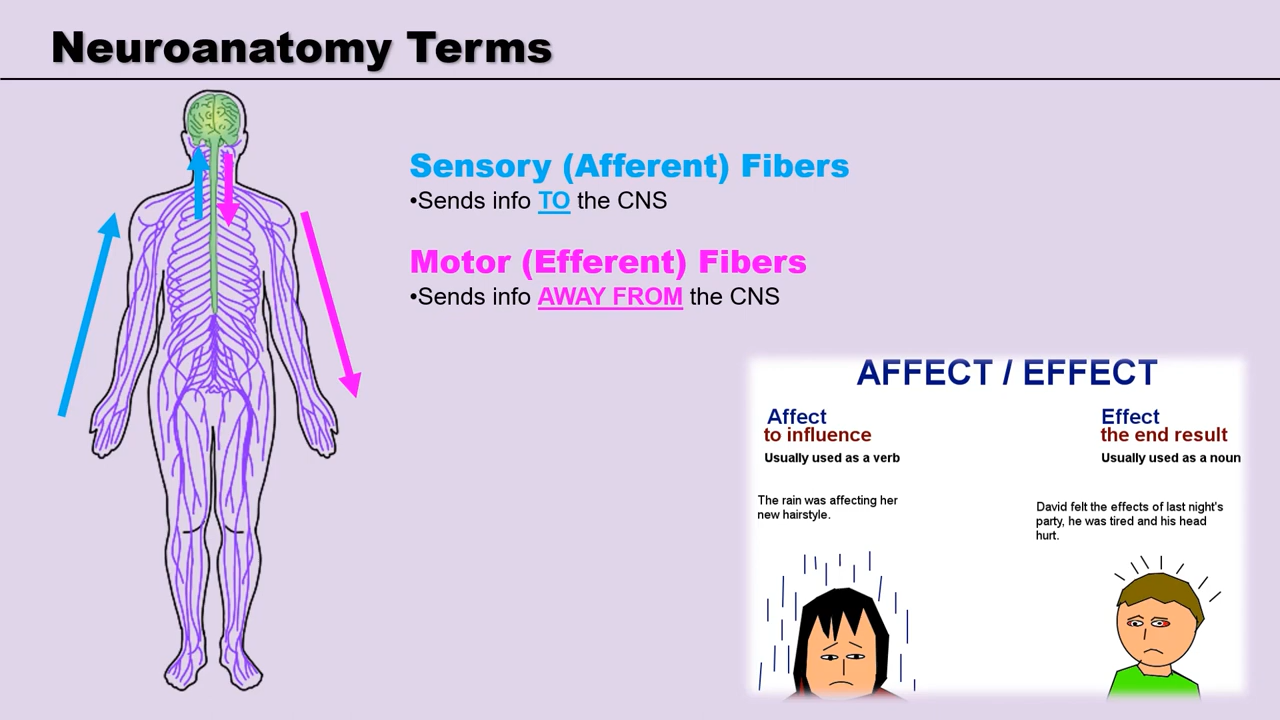 Neuroanatomy Terms
Sensory (Afferent) Fibers
•Sends info TO the CNS
Motor (Efferent) Fibers
•Sends info AWAY FROM the CNS
AFFECT / EFFECT
Affect
to influence
Usually used as a verb
The rain was affecting her
new hairstyle.
Effect
the end result
Usually used as a noun
David felt the effects of last night's
party, he was tired and his head
hurt.